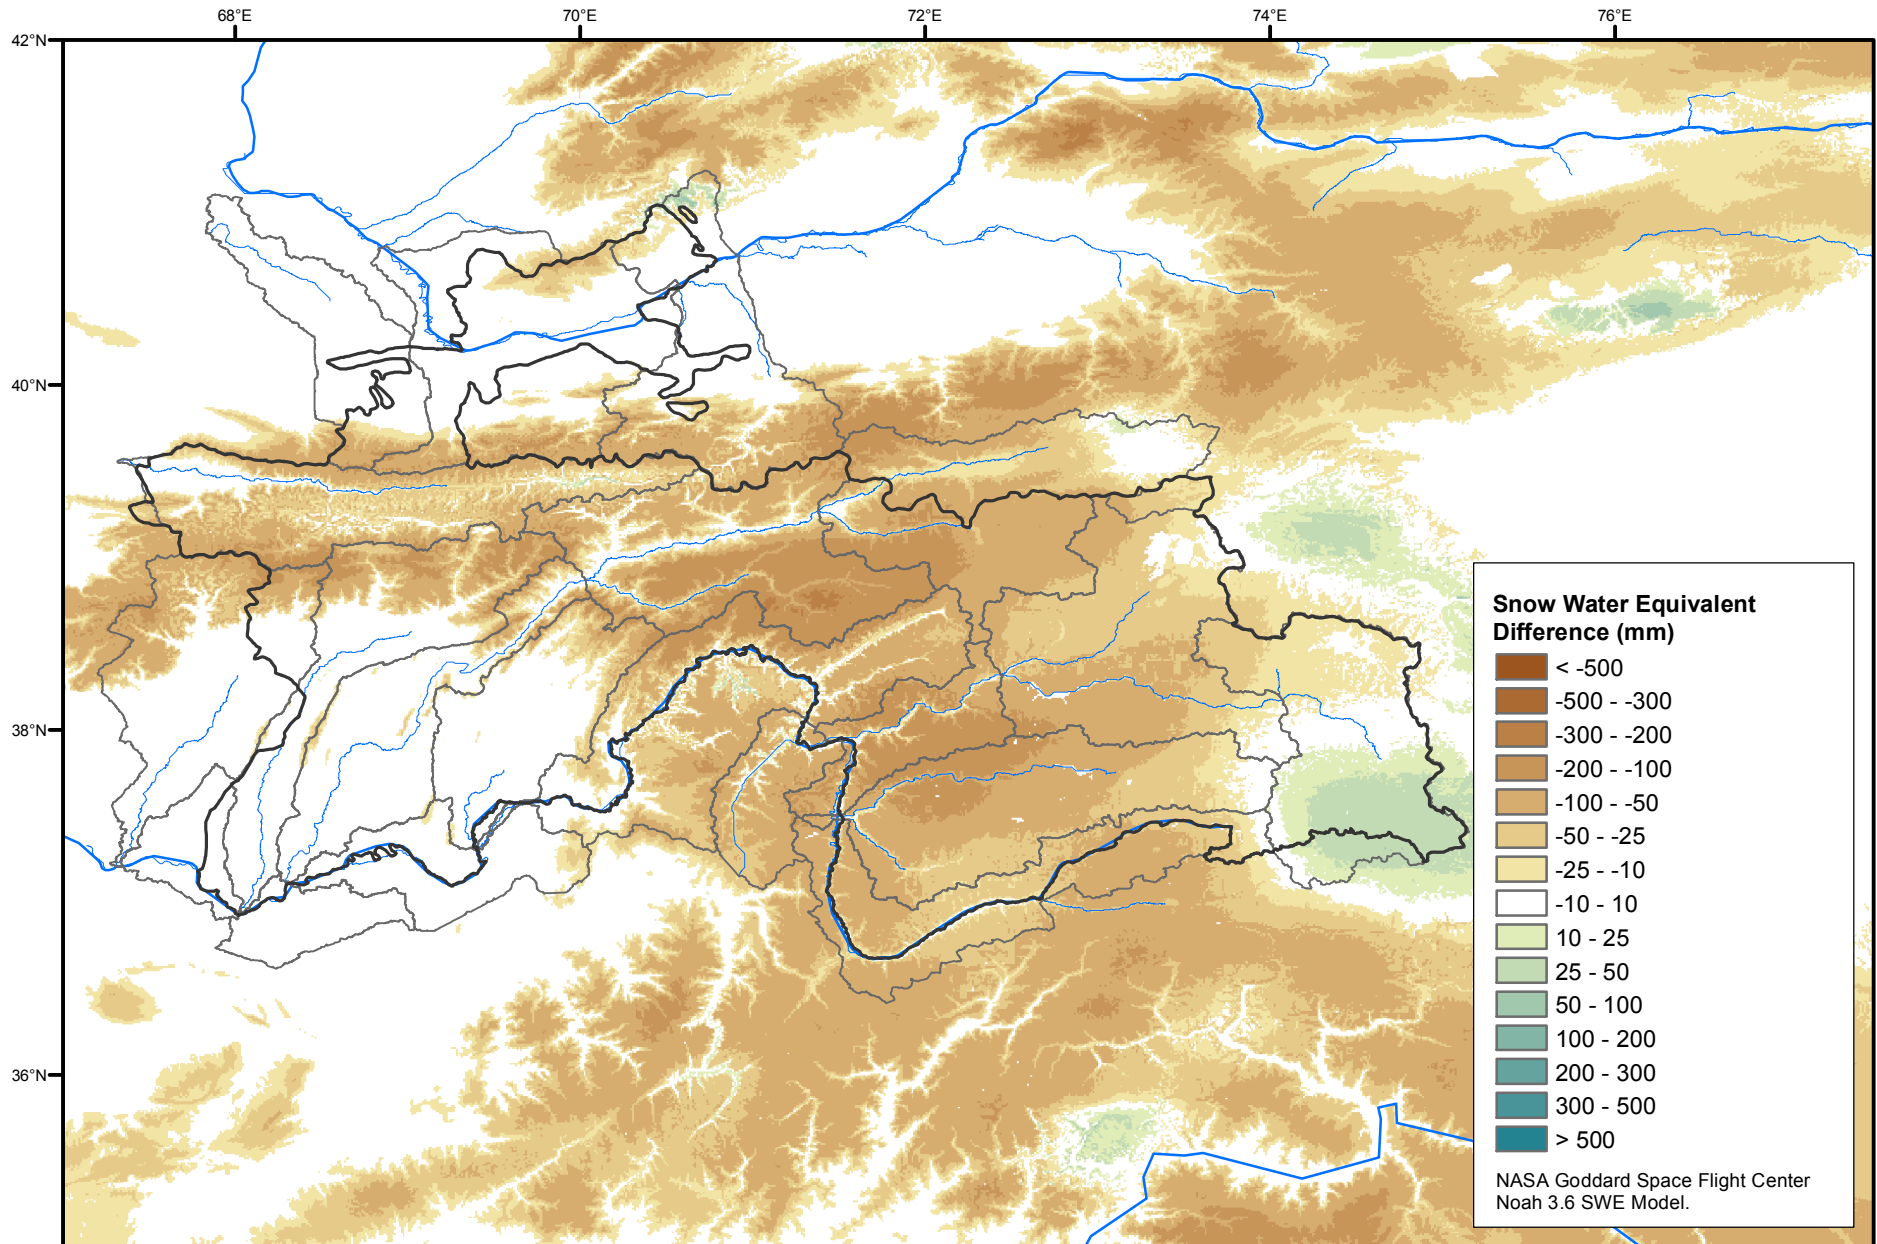 68°E
70°E
72°E
74°E
76°E
42°N
40°N
38°N
36°N
Snow Water Equivalent
Difference (mm)
< -500
-500 - -300
-300 - -200
-200 - -100
-100 - -50
-50 - -25
-25 - -10
-10 - 10
10 - 25
25 - 50
50 - 100
100 - 200
200 - 300
300 - 500
> 500
NASA Goddard Space Flight Center
Noah 3.6 SWE Model.